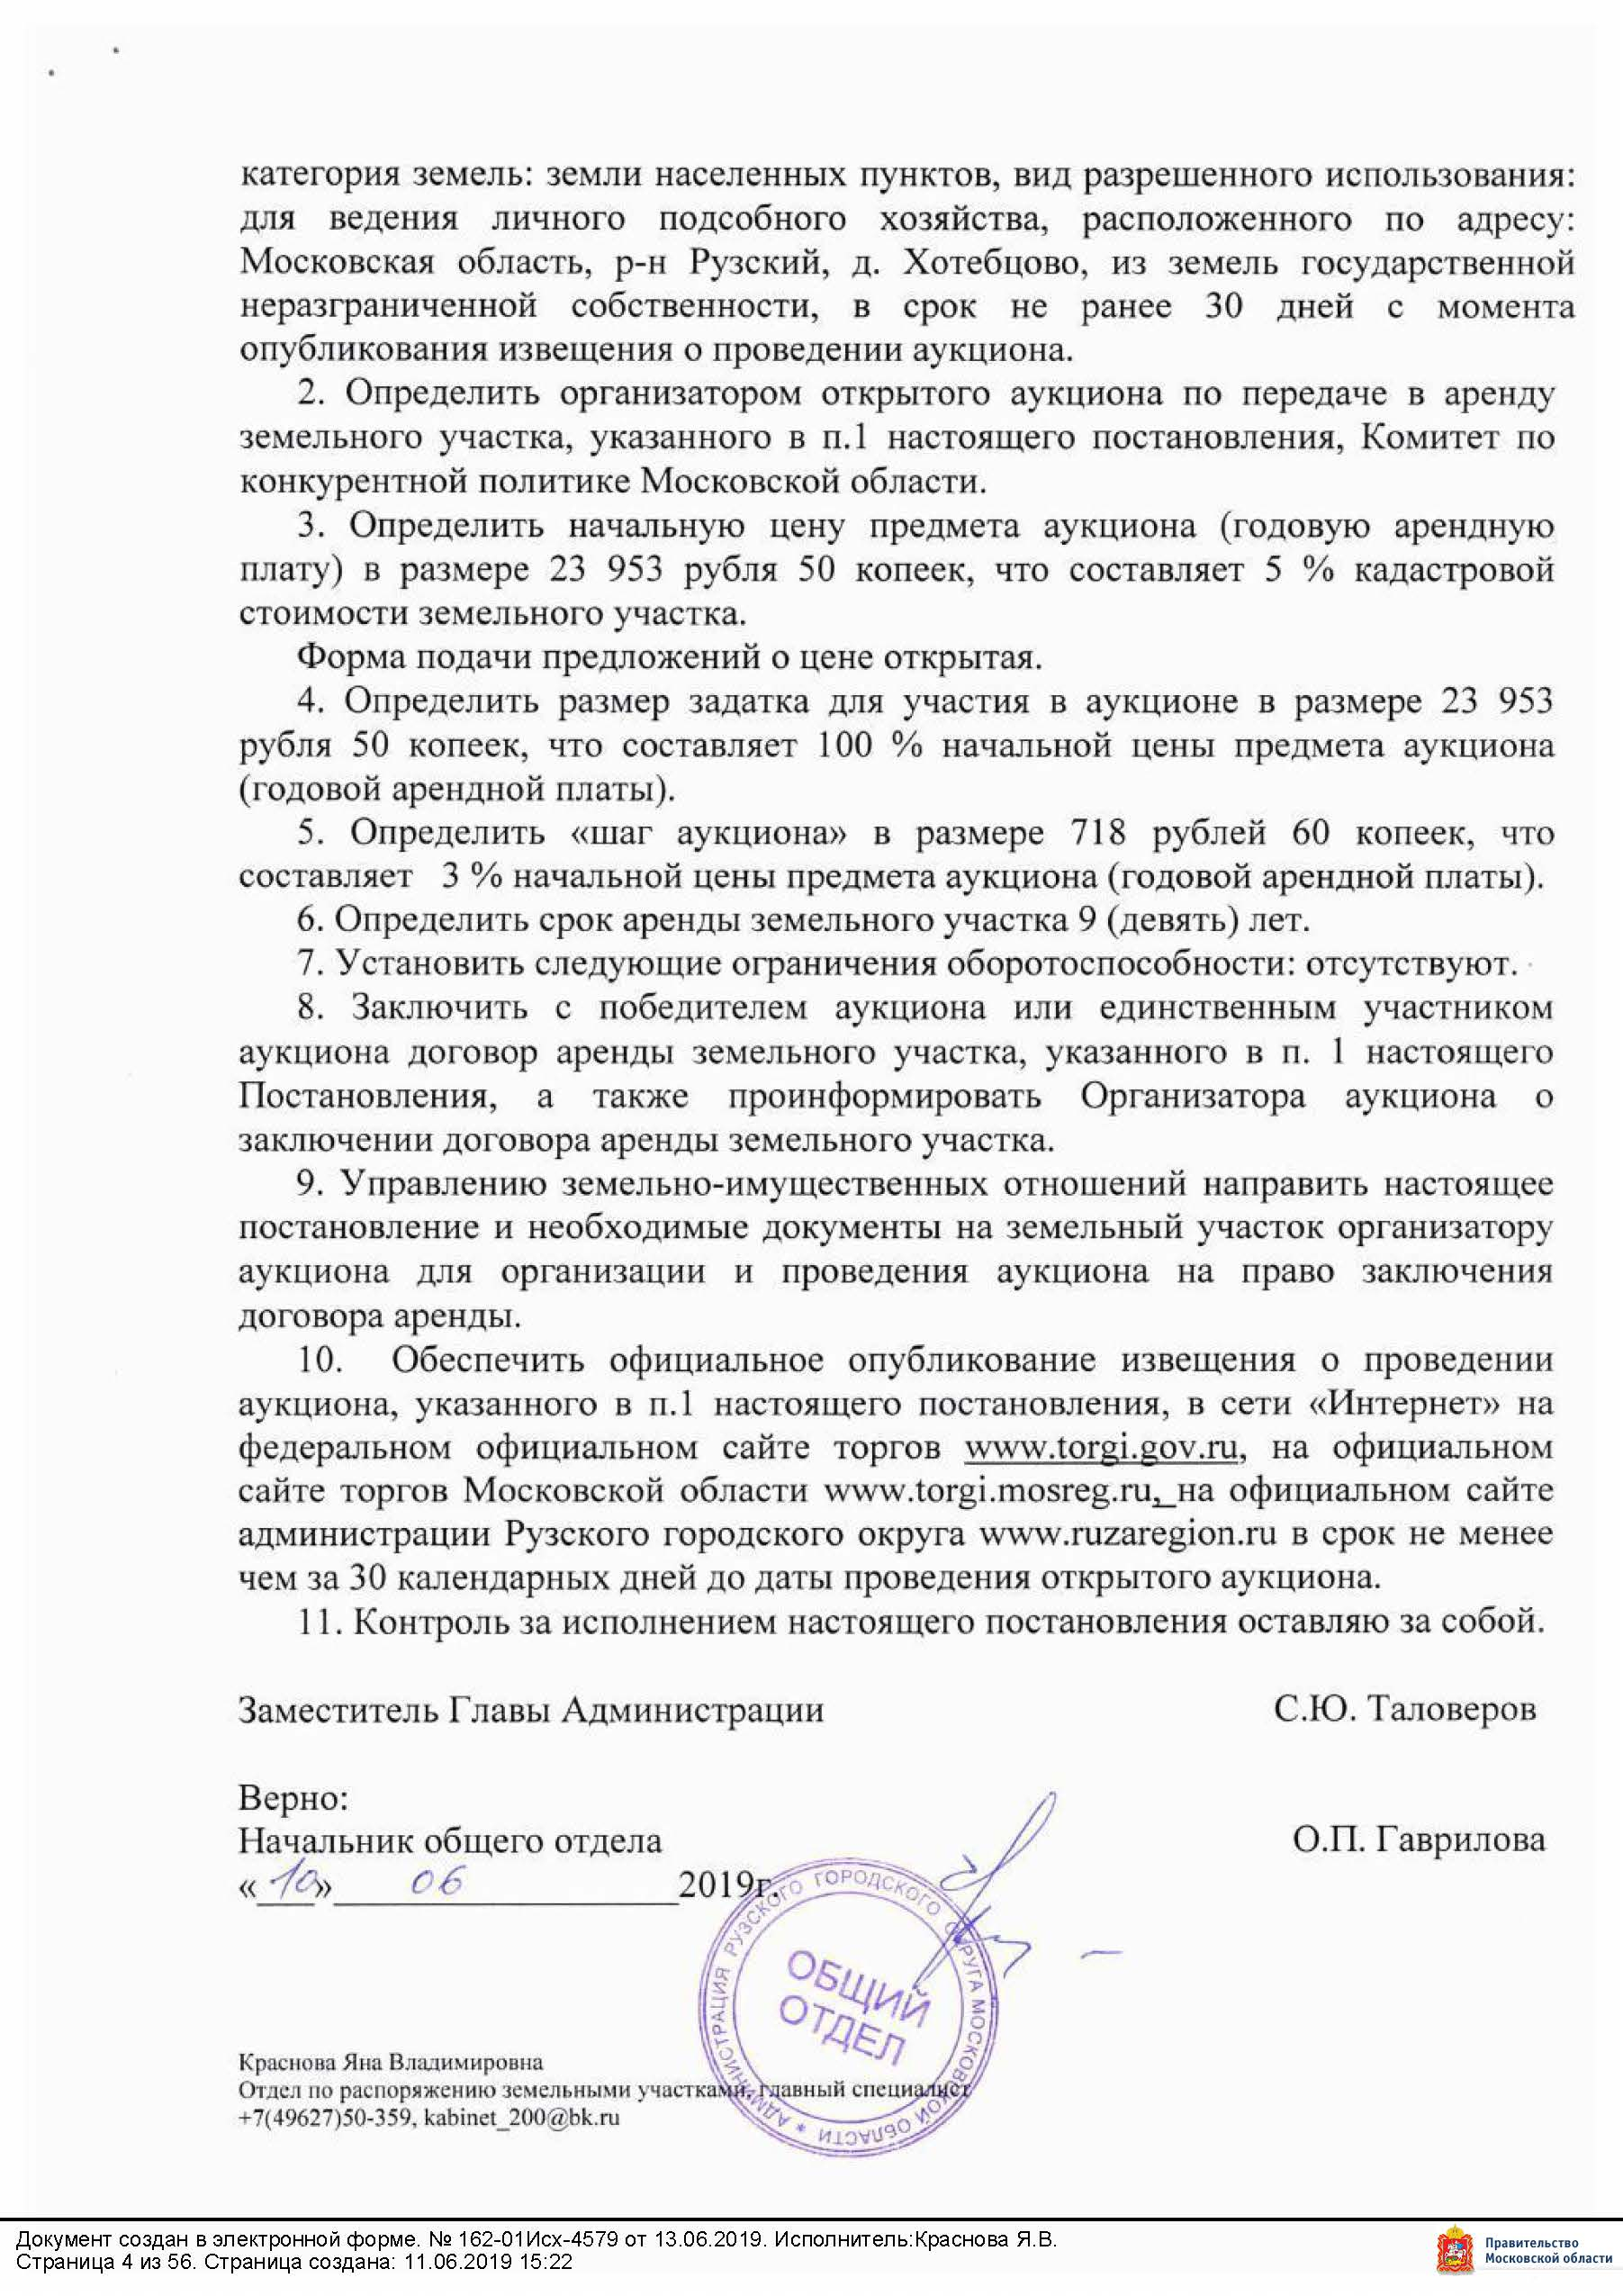 категория земель: земли населенных пунктов, вид разрешенного использования:
для ведения личного подсобного хозяйства, расположенного по адресу:
Московская область, р-н Рузский, д. Хотебцово, из земель государственной
неразграниченной собственности, в срок не ранее 30 дней с момента
опубликования извещения о проведении аукциона.
2. Определить организатором открытого аукциона по передаче в аренду
земельного участка, указанного в п.1 настоящего постановления, Комитет по
конкурентной политике Московской области.
3. Определить начальную цену предмета аукциона (годовую арендную
плату) в размере 23 953 рубля 50 копеек, что составляет 5 % кадастровой
стоимости земельного участка.
Форма подачи предложений о цене открытая.
4. Определить размер задатка для участия в аукционе в размере 23 953
рубля 50 копеек, что составляет 100 % начальной цены предмета аукциона
(годовой арендной платы).
5. Определить «шаг аукциона» в размере 718 рублей 60 копеек, что
составляет 3 % начальной цены предмета аукциона (годовой арендной платы).
6. Определить срок аренды земельного участка 9 (девять) лет.
7. Установить следующие ограничения оборотоспособности: отсутствуют.
8. Заключить с победителем аукциона или единственным участником
аукциона договор аренды земельного участка, указанного в п. 1 настоящего
Постановления, а также проинформировать Организатора аукциона о
заключении договора аренды земельного участка.
9. Управлению земельно-имущественных отношений направить настоящее
постановление и необходимые документы на земельный участок организатору
аукциона для организации и проведения аукциона на право заключения
договора аренды.
10. Обеспечить официальное опубликование извещения о проведении
аукциона, указанного в п.1 настоящего постановления, в сети «Интернет» на
федеральном официальном сайте торгов www.torgi.gov.ru, на официальном
сайте торгов Московской области www.torgi.mosreg.ru, на официальном сайте
администрации Рузского городского округа www.ruzaregion.ru в срок не менее
чем за 30 календарных дней до даты проведения открытого аукциона.
11. Контроль за исполнением настоящего постановления оставляю за собой.
Заместитель Главы Администрации С.Ю. Таловеров
Верно:
Начальник общего отдела О.П. Гаврилова
«10» 06 2019г.
АДМИНИСТРАЦИЯ РУЗСКОГО ГОРОДСКОГО ОКРУГА МОСКОВСКОЙ ОБЛАСТИ *
ОБЩИЙ
ОТДЕЛ
Краснова Яна Владимировна
Отдел по распоряжению земельными участками, главный специалист
+7(49627)50-359, kabinet_200@bk.ru
Документ создан в электронной форме. № 162-01Исх-4579 от 13.06.2019. Исполнитель:Краснова Я.В.
Страница 4 из 56. Страница создана: 11.06.2019 15:22
Правительство
Московской области